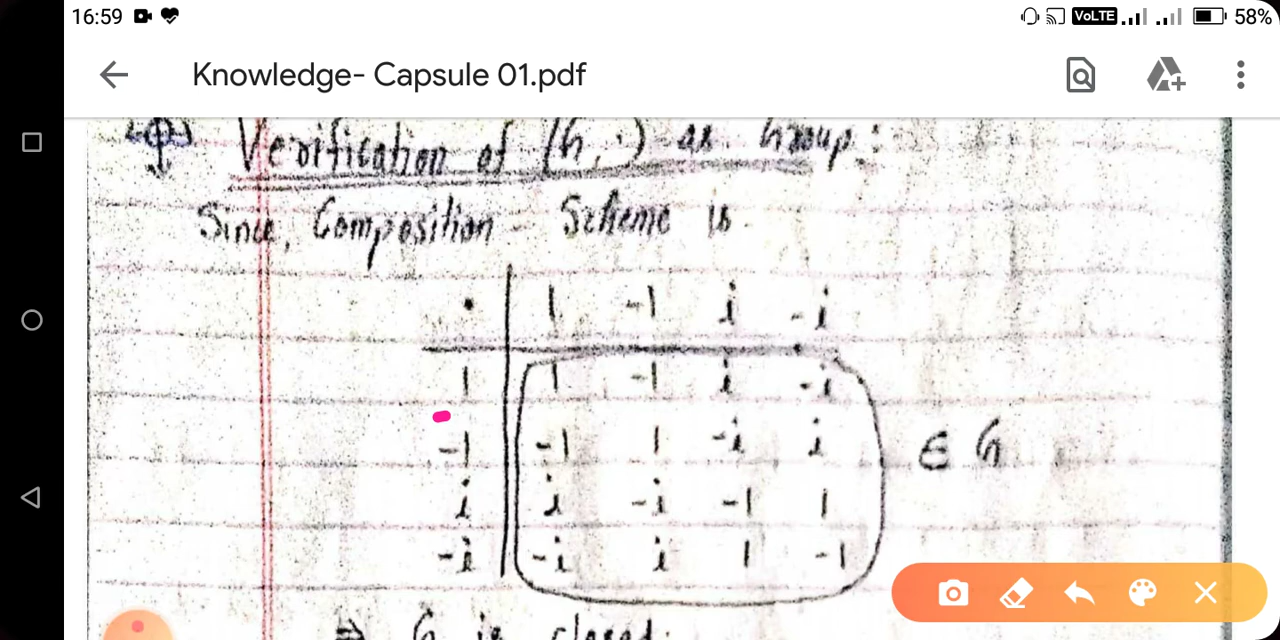 16:59 VoLTE 58%
Knowledge- Capsule 01.pdf
Verification of (G, ·) as Group:
Since, Composition - Scheme is
· 1 -1 i -i
1 1 -1 i -i
-1 -1 1 -i i ∈ G
i i -i -1 1
-i -i i 1 -1
⇒ G is closed.